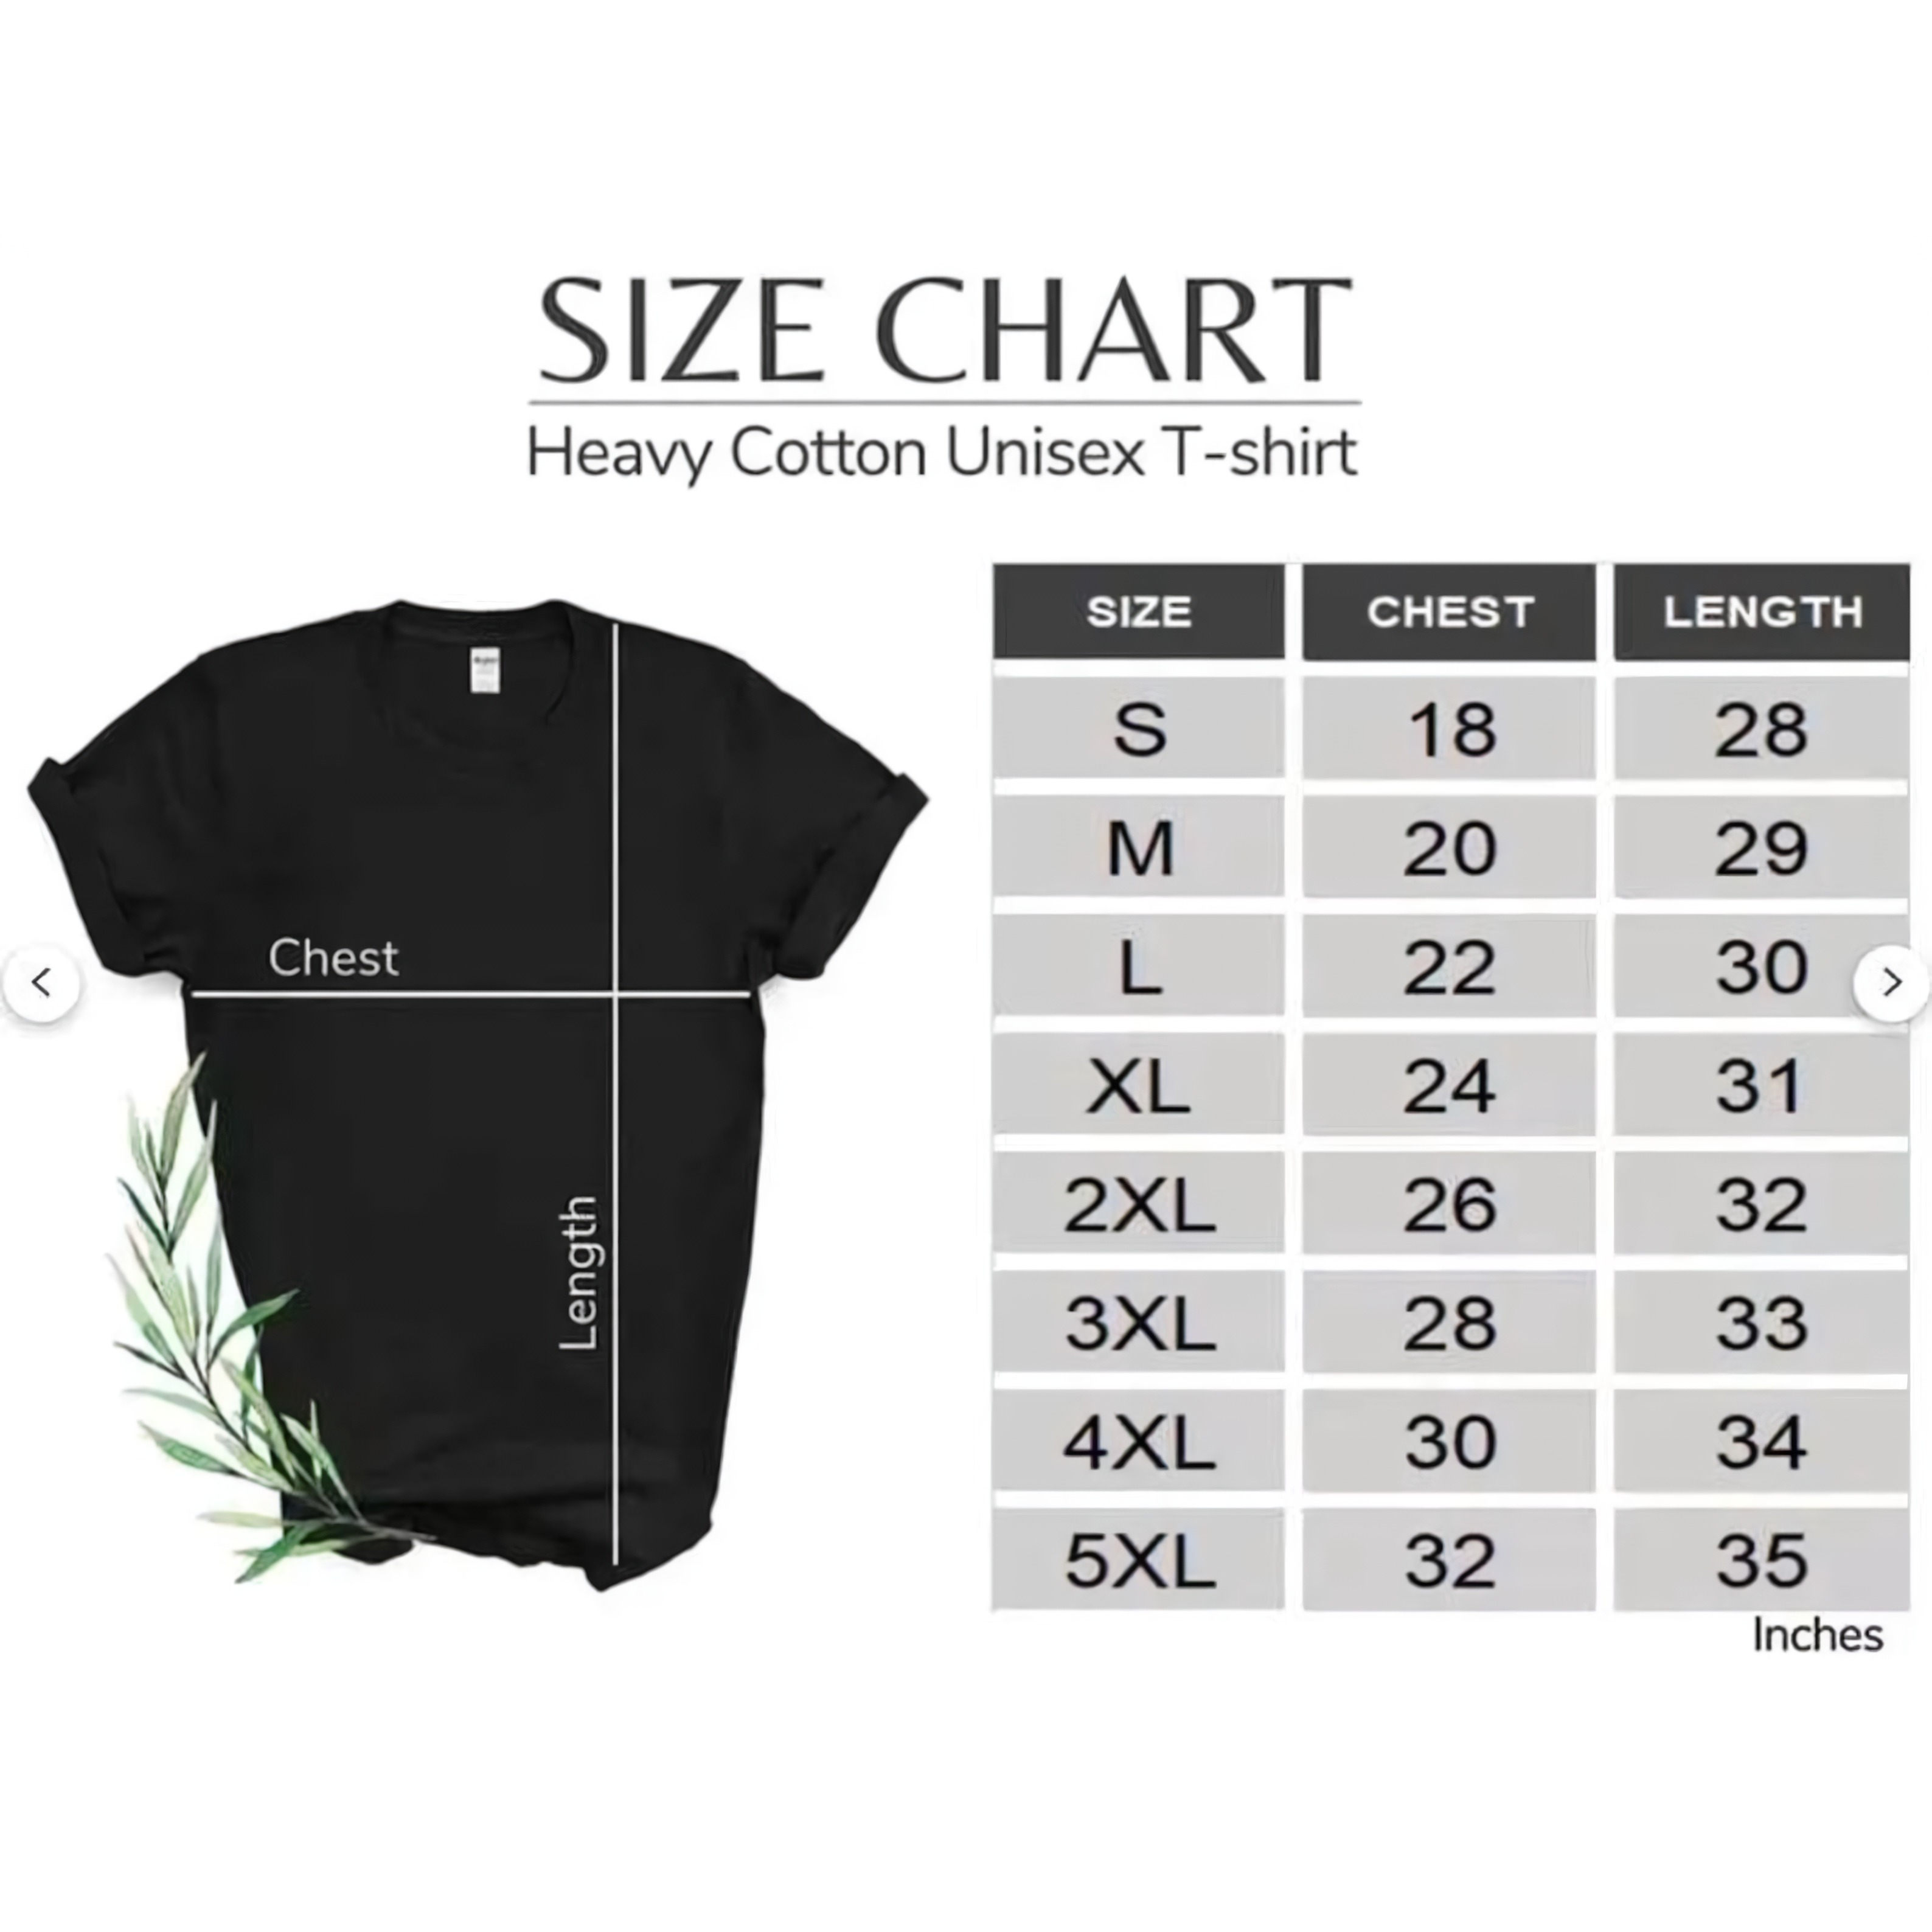 SIZE CHART
Heavy Cotton Unisex T-shirt
Chest
Length
SIZE CHEST LENGTH
S 18 28
M 20 29
L 22 30
XL 24 31
2XL 26 32
3XL 28 33
4XL 30 34
5XL 32 35
Inches